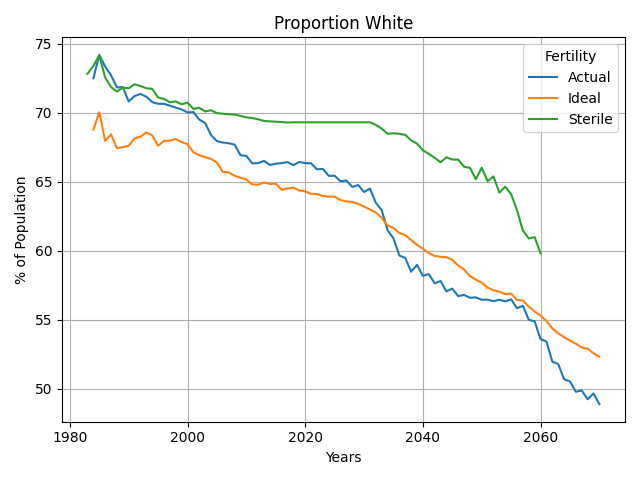 Proportion White
% of Population
75
70
65
60
55
50
Fertility
Actual
Ideal
Sterile
1980
2000
2020
2040
2060
Years